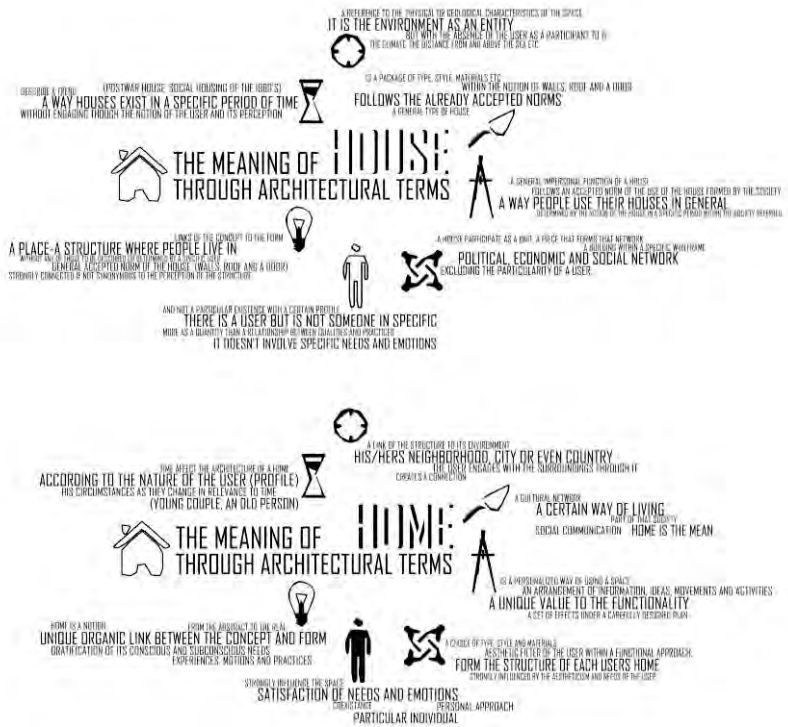 A REFERENCE TO THE PHYSICAL OR GEOLOGICAL CHARACTERISTICS OF THE SPACE
IT IS THE ENVIRONMENT AS AN ENTITY
BUT WITH THE ABSENCE OF THE USER AS A PARTICIPANT TO IT
THE CLIMATE THE DISTANCE FROM AND ABOVE THE SEA ETC
(POSTWAR HOUSE, SOCIAL HOUSING OF THE
A WAY HOUSES EXIST IN A SPECIFIC PERIOD OF TIME
WITHOUT ENGAGING THOUGH THE NOTION OF THE USER AND ITS PERCEPTION
IS A PACKAGE OF TYPE, STYLE, MATERIALS ETC
WITHIN THE NOTION OF WALLS, ROOF AND A DOOR
FOLLOWS THE ALREADY ACCEPTED NORMS
A GENERAL TYPE OF HOUSE
THE MEANING OF HOUSE
THROUGH ARCHITECTURAL TERMS
A GENERAL IMPERSONAL FUNCTION OF A HOUSE
FOLLOWS AN ACCEPTED NORM OF THE USE OF THE HOUSE FORMED BY THE SOCIETY
A WAY PEOPLE USE THEIR HOUSES IN GENERAL
DETERMINED BY THE NOTION OF THE HOUSE IN A SPECIFIC PERIOD WITHIN THE SOCIETY REFERRED
LINKS OF THE CONCEPT TO THE FORM
A PLACE-A STRUCTURE WHERE PEOPLE LIVE IN
GENERAL ACCEPTED NORM OF THE HOUSE (WALLS, ROOF AND A DOOR)
STRONGLY CONNECTED IF NOT SYNONYMOUS TO THE PERCEPTION OF THE STRUCTURE
A HOUSE PARTICIPATE AS A UNIT, A PIECE THAT FORMS THAT NETWORK
A BUILDING WITHIN A SPECIFIC WIREFRAME
POLITICAL, ECONOMIC AND SOCIAL NETWORK
EXCLUDING THE PARTICULARITY OF A USER
AND NOT A PARTICULAR EXISTENCE WITH A CERTAIN PROFILE
THERE IS A USER BUT IS NOT SOMEONE IN SPECIFIC
MORE AS A QUANTITY THAN A RELATIONSHIP BETWEEN QUALITIES AND PRACTICES
IT DOESN'T INVOLVE SPECIFIC NEEDS AND EMOTIONS
A LINK OF THE STRUCTURE TO ITS ENVIRONMENT
HIS/HERS NEIGHBORHOOD, CITY OR EVEN COUNTRY
THE USER ENGAGES WITH THE SURROUNDINGS THROUGH IT
CREATES A CONNECTION
TIME AFFECT THE ARCHITECTURE OF A HOME
ACCORDING TO THE NATURE OF THE USER (PROFILE)
HIS CIRCUMSTANCES AS THEY CHANGE IN RELEVANCE TO TIME
(YOUNG COUPLE, AN OLD PERSON)
A CULTURAL NETWORK
A CERTAIN WAY OF LIVING
PART OF THAT SOCIETY
SOCIAL COMMUNICATION HOME IS THE MEAN
THE MEANING OF HOME
THROUGH ARCHITECTURAL TERMS
IS A PERSONALIZED WAY OF USING A SPACE
AN ARRANGEMENT OF INFORMATION, IDEAS, MOVEMENTS AND ACTIVITIES
A UNIQUE VALUE TO THE FUNCTIONALITY
A SET OF EFFECTS UNDER A CAREFULLY DESIGNED PLAN
HOME IS A NOTION FROM THE ABSTRACT TO THE REAL
UNIQUE ORGANIC LINK BETWEEN THE CONCEPT AND FORM
GRATIFICATION OF ITS CONSCIOUS AND SUBCONSCIOUS NEEDS
EXPERIENCES, MOTIONS AND PRACTICES
A CHOICE OF TYPE, STYLE AND MATERIALS
AESTHETIC FILTER OF THE USER WITHIN A FUNCTIONAL APPROACH.
FORM THE STRUCTURE OF EACH USERS HOME
STRONGLY INFLUENCED BY THE AESTHETICISM AND NEEDS OF THE USER
STRONGLY INFLUENCE THE SPACE
SATISFACTION OF NEEDS AND EMOTIONS
COEXISTANCE PERSONAL APPROACH
PARTICULAR INDIVIDUAL